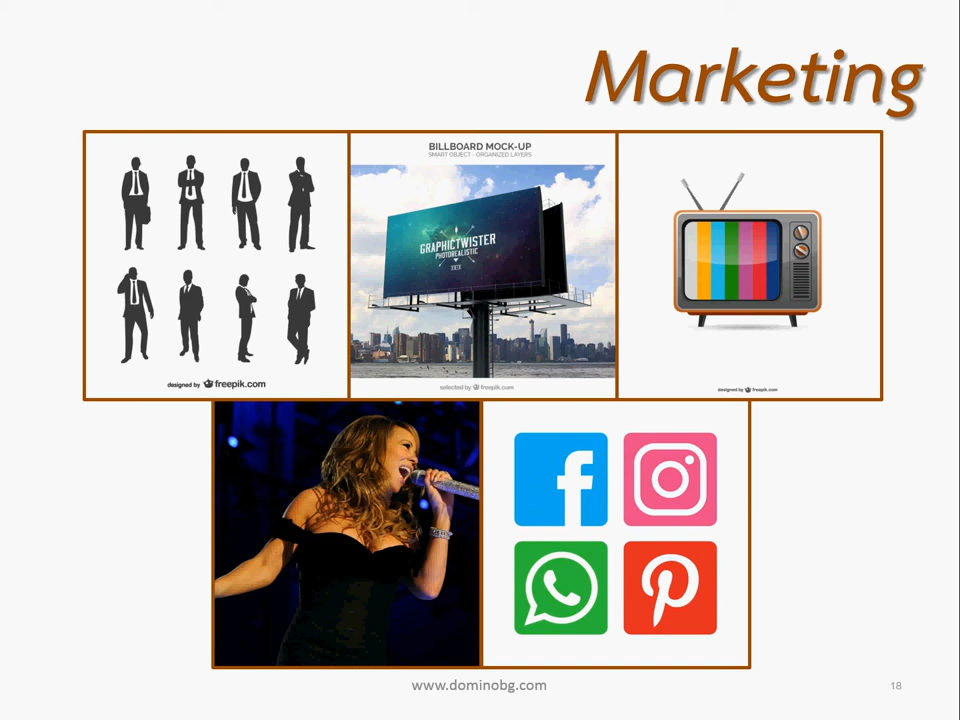 Marketing
designed by freepik.com
BILLBOARD MOCK-UP
SMART OBJECT - ORGANIZED LAYERS
GRAPHICTWISTER
PHOTOREALISTIC
selected by freepik.com
designed by freepik.com
www.dominobg.com
18